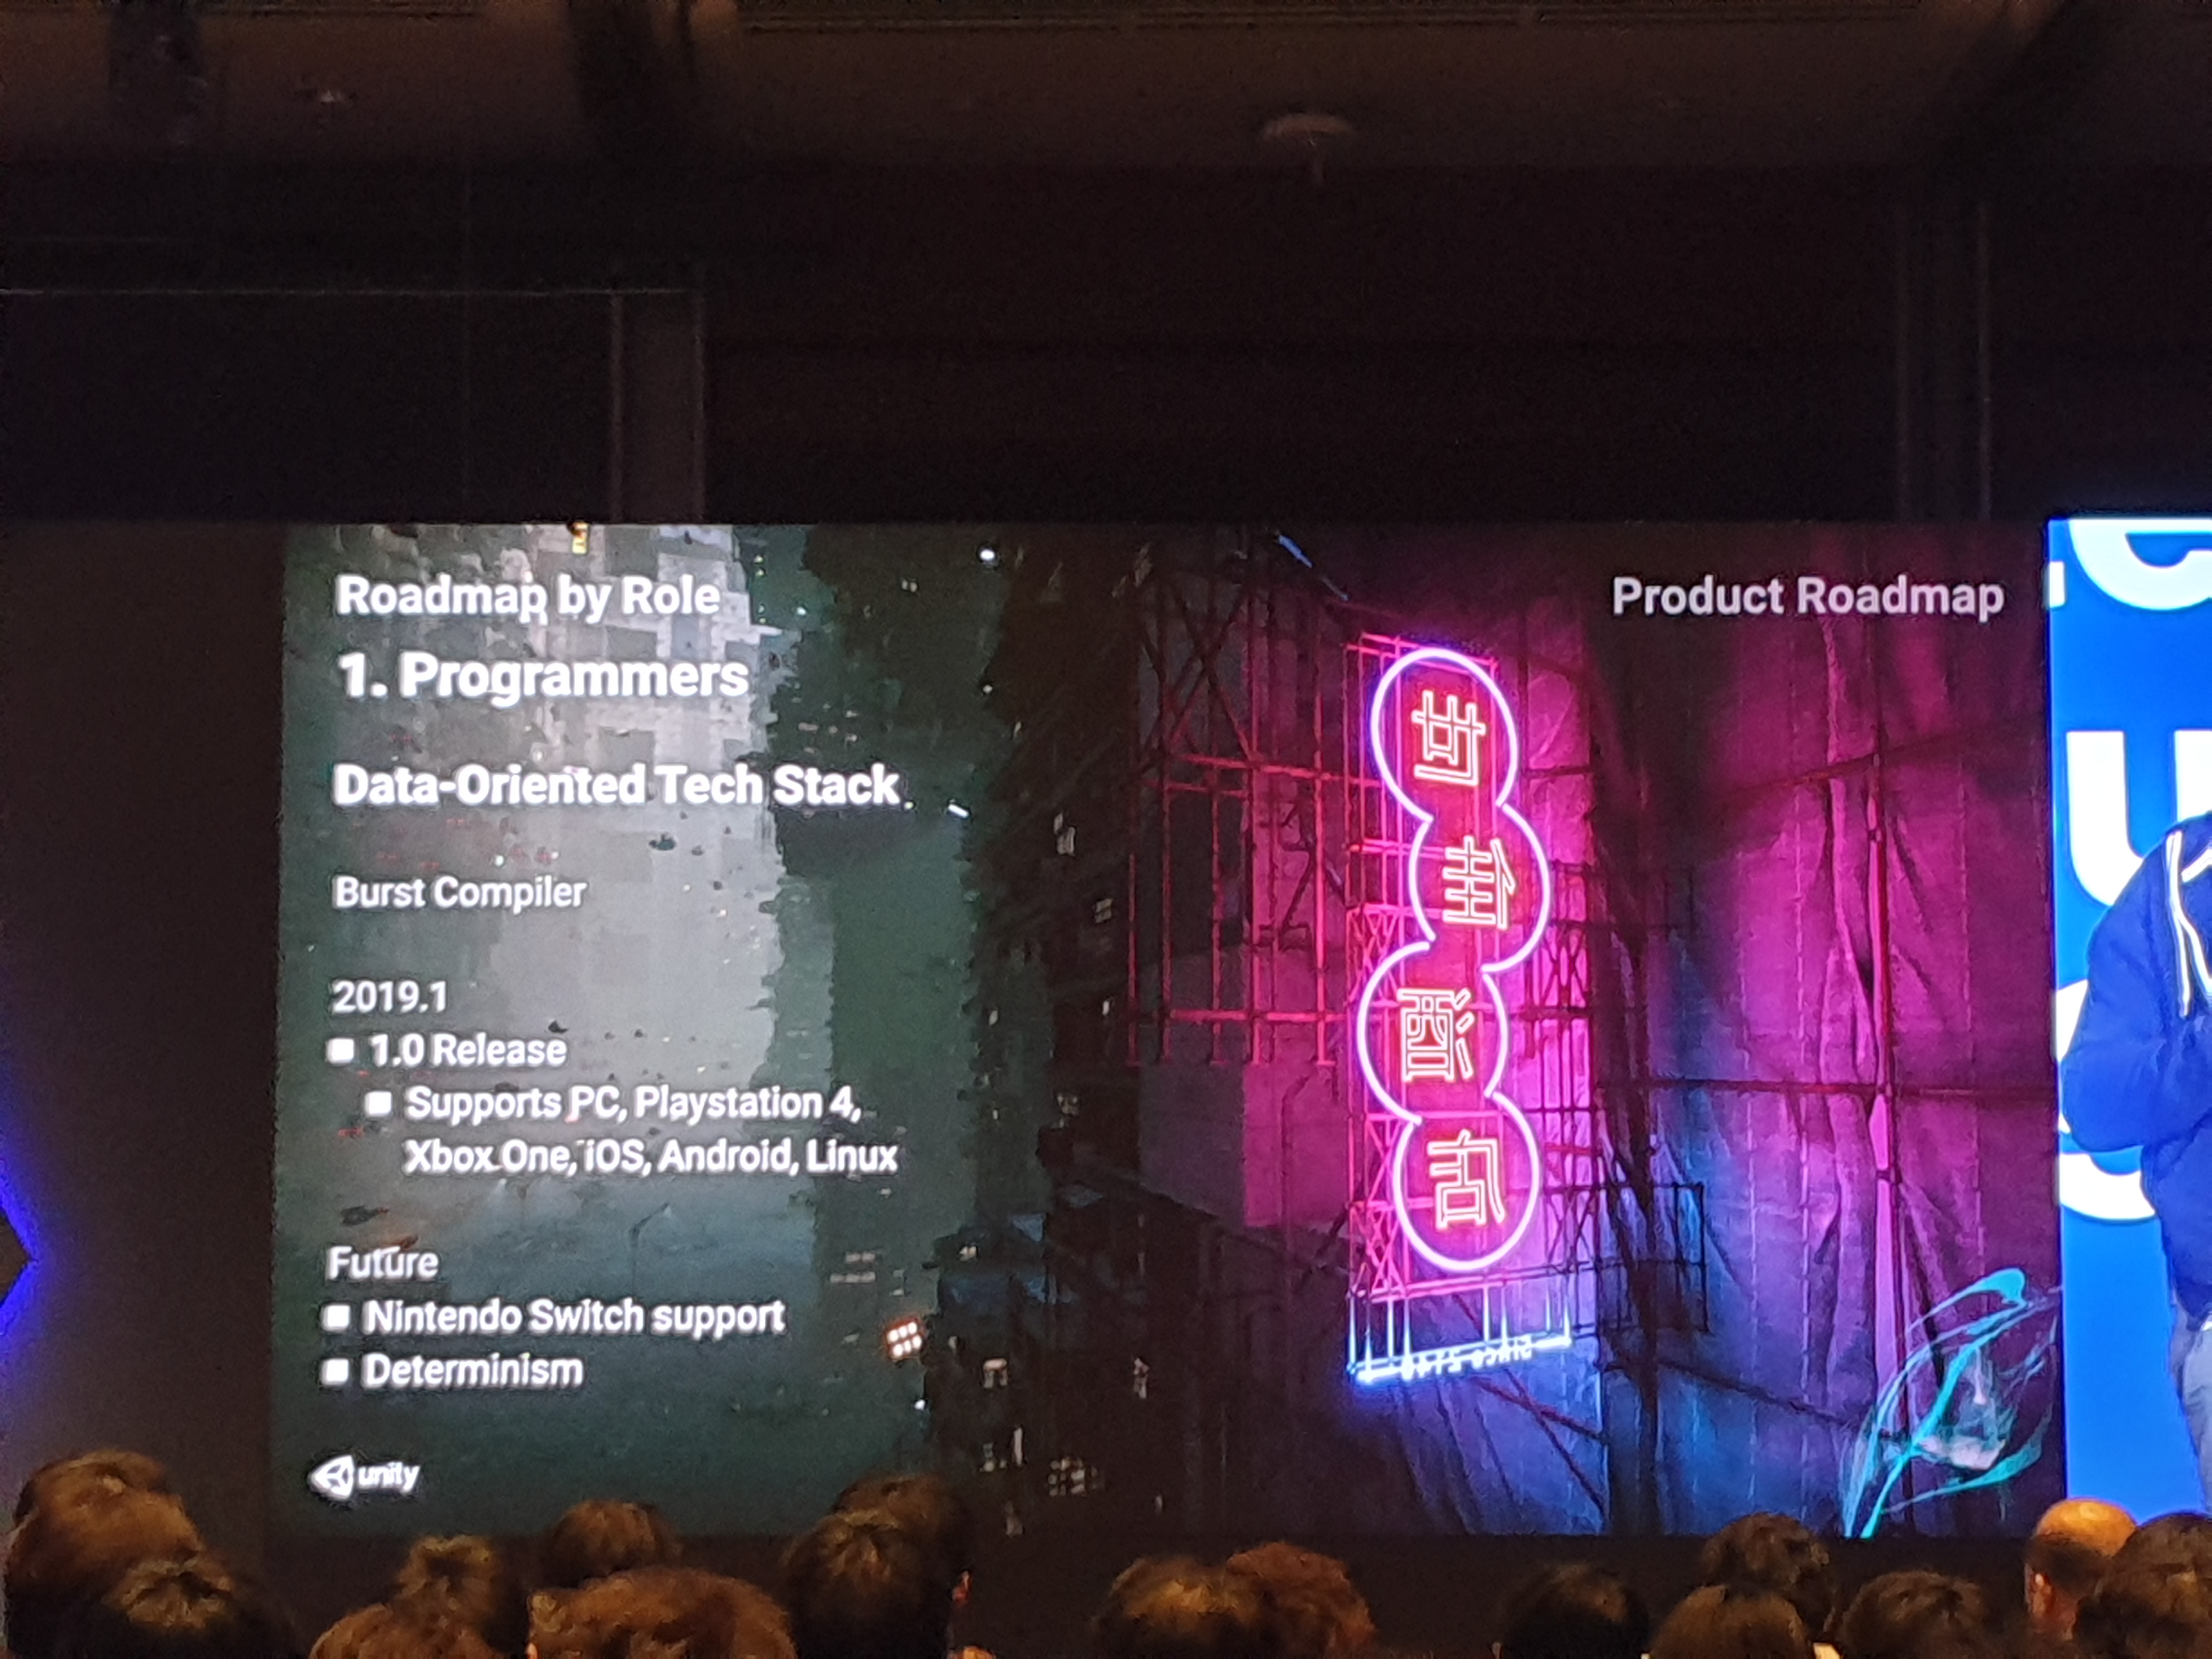 Roadmap by Role
1. Programmers
Data-Oriented Tech Stack
Burst Compiler
2019.1
1.0 Release
Supports PC, Playstation 4,
Xbox One, iOS, Android, Linux
Future
Nintendo Switch support
Determinism
unity
Product Roadmap